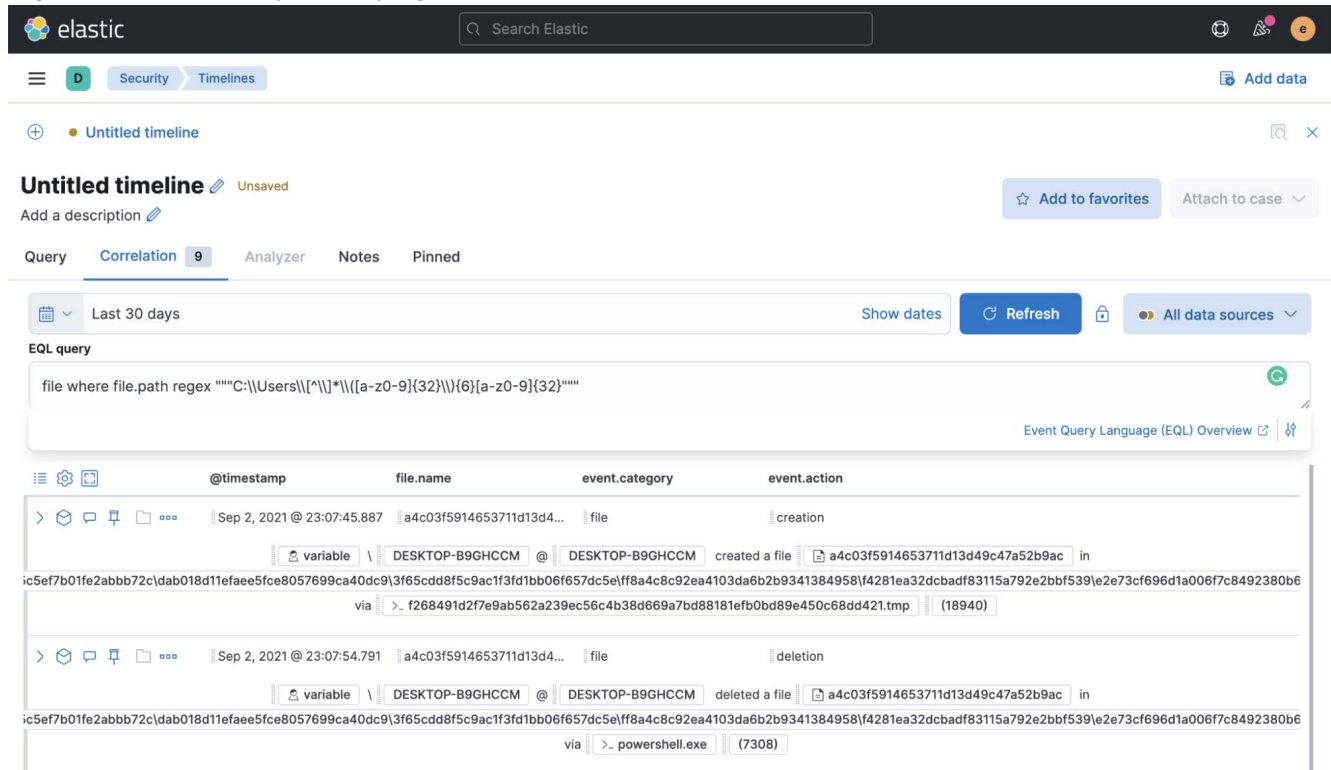 elastic
Search Elastic
e
D Security Timelines Add data
Untitled timeline
Untitled timeline Unsaved
Add to favorites Attach to case
Add a description
Query Correlation 9 Analyzer Notes Pinned
Last 30 days Show dates Refresh All data sources
EQL query
file where file.path regex """C:\\Users\\[^\\]*\\([a-z0-9]{32}\\){6}[a-z0-9]{32}"""
Event Query Language (EQL) Overview
@timestamp file.name event.category event.action
Sep 2, 2021 @ 23:07:45.887 a4c03f5914653711d13d4... file creation
variable \ DESKTOP-B9GHCCM @ DESKTOP-B9GHCCM created a file a4c03f5914653711d13d49c47a52b9ac in
c5ef7b01fe2abbb72c\dab018d11efaee5fce8057699ca40dc9\3f65cdd8f5c9ac1f3fd1bb06f657dc5e\ff8a4c8c92ea4103da6b2b9341384958\f4281ea32dcbadf83115a792e2bbf539\e2e73cf696d1a006f7c8492380b6
via >_ f268491d2f7e9ab562a239ec56c4b38d669a7bd88181efb0bd89e450c68dd421.tmp (18940)
Sep 2, 2021 @ 23:07:54.791 a4c03f5914653711d13d4... file deletion
variable \ DESKTOP-B9GHCCM @ DESKTOP-B9GHCCM deleted a file a4c03f5914653711d13d49c47a52b9ac in
c5ef7b01fe2abbb72c\dab018d11efaee5fce8057699ca40dc9\3f65cdd8f5c9ac1f3fd1bb06f657dc5e\ff8a4c8c92ea4103da6b2b9341384958\f4281ea32dcbadf83115a792e2bbf539\e2e73cf696d1a006f7c8492380b6
via >_ powershell.exe (7308)